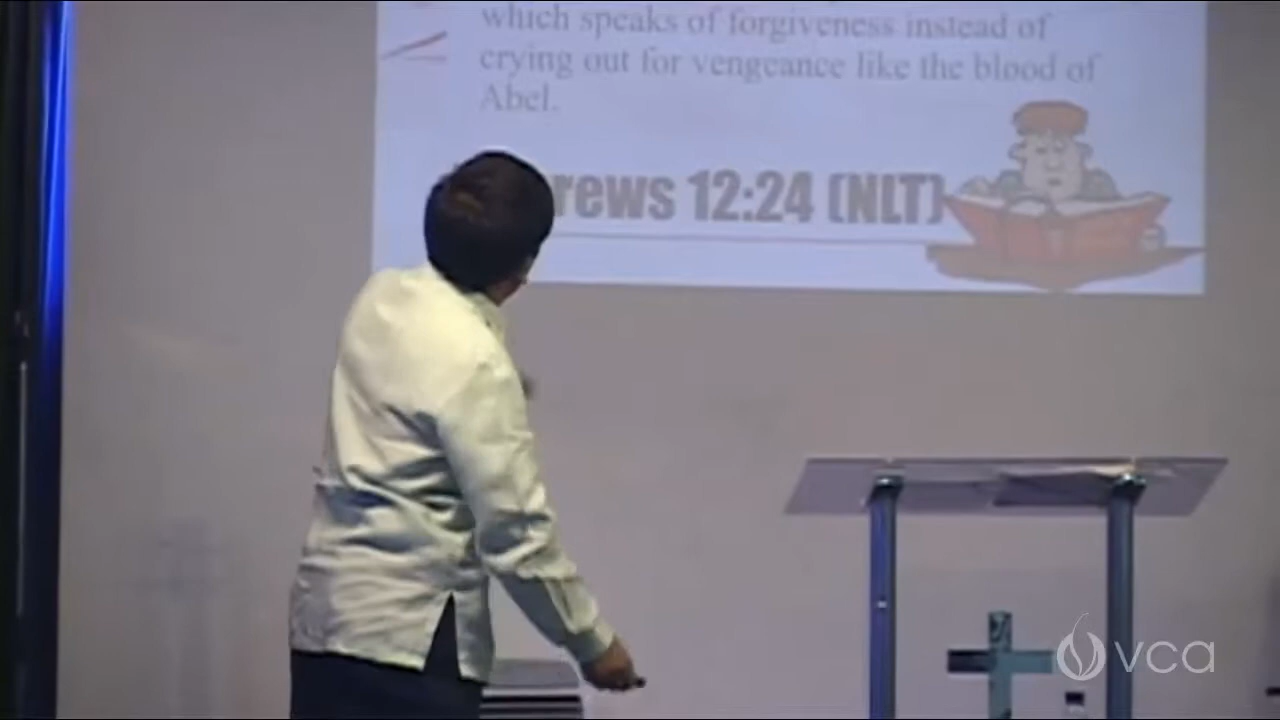 which speaks of forgiveness instead of
crying out for vengeance like the blood of
Abel.
rews 12:24 (NLT)
vca